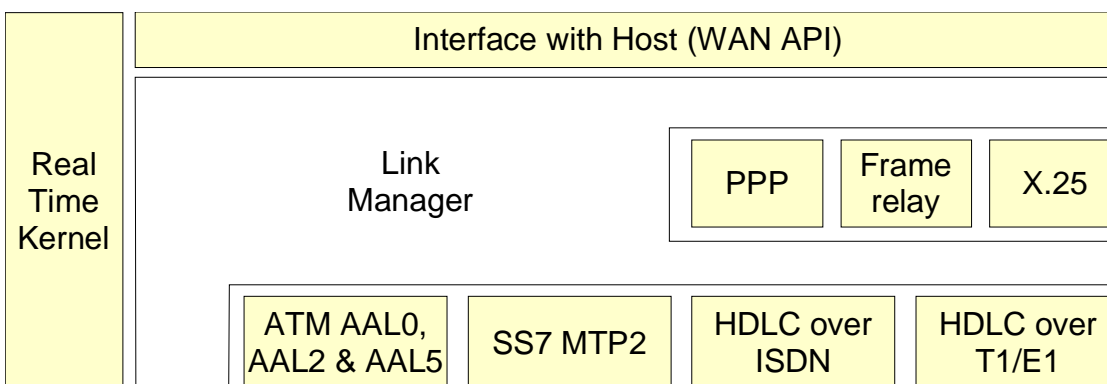 Interface with Host (WAN API)
Real
Time
Kernel
Link
Manager
PPP
Frame
relay
X.25
ATM AAL0,
AAL2 & AAL5
SS7 MTP2
HDLC over
ISDN
HDLC over
T1/E1